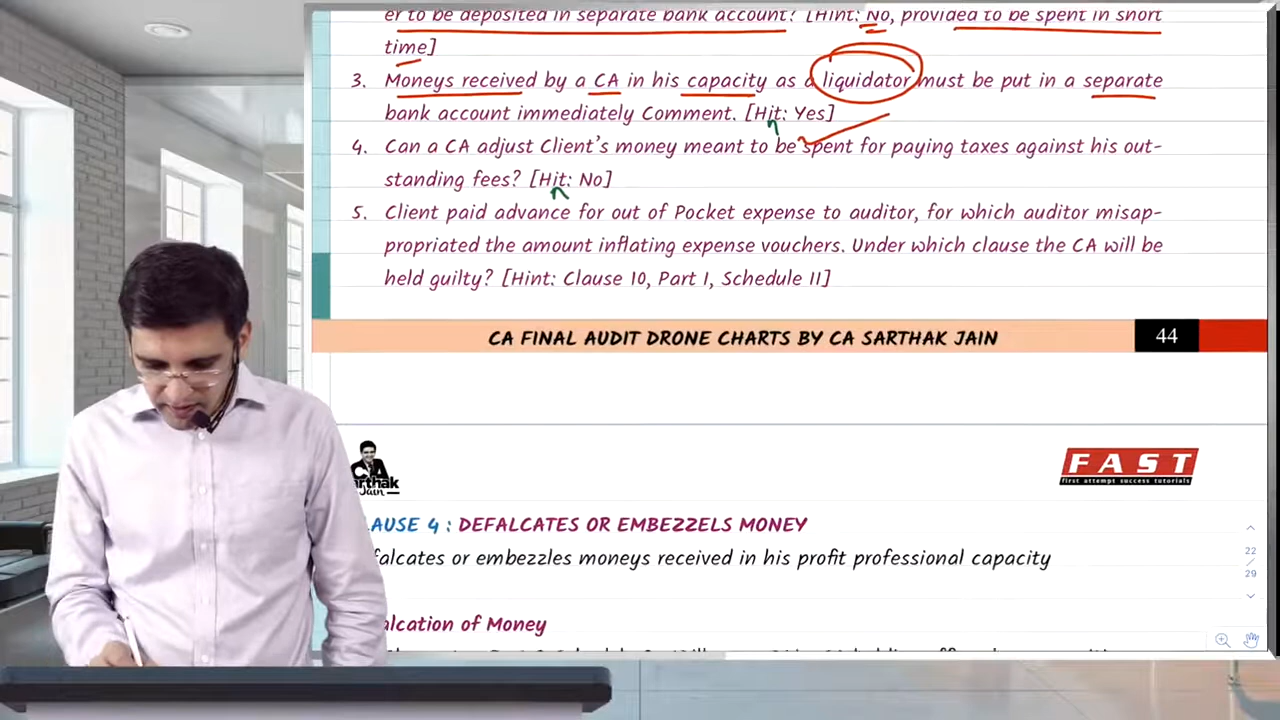 er to be deposited in separate bank account? [Hint: No, provided to be spent in short
time]
3. Moneys received by a CA in his capacity as a liquidator must be put in a separate
bank account immediately Comment. [Hit: Yes]
n
4. Can a CA adjust Client's money meant to be spent for paying taxes against his out-
standing fees? [Hit: No]
n
5. Client paid advance for out of Pocket expense to auditor, for which auditor misap-
propriated the amount inflating expense vouchers. Under which clause the CA will be
held guilty? [Hint: Clause 10, Part I, Schedule II]
CA FINAL AUDIT DRONE CHARTS BY CA SARTHAK JAIN 44
CA
arthak
Jain
FAST
first attempt success tutorials
LAUSE 4 : DEFALCATES OR EMBEZZELS MONEY
falcates or embezzles moneys received in his profit professional capacity
22
/
29
alcation of Money